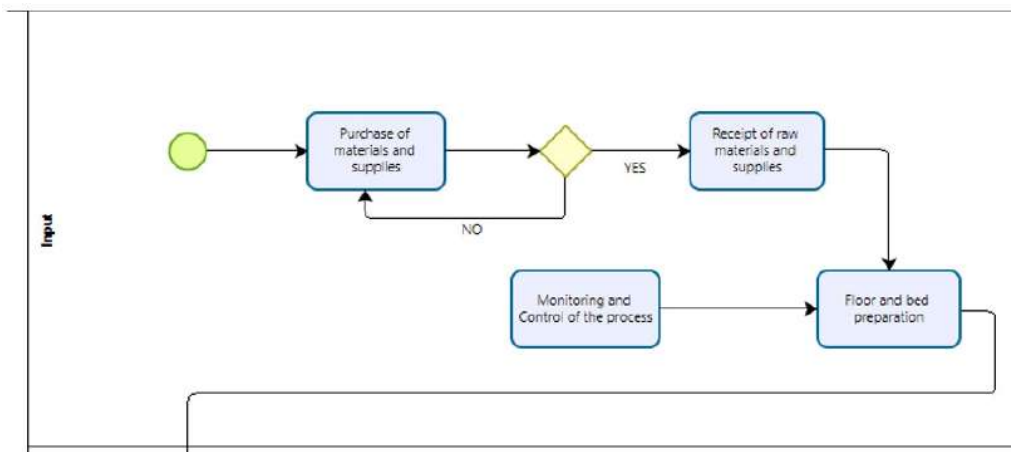 Input
Purchase of
materials and
supplies
YES
NO
Receipt of raw
materials and
supplies
Monitoring and
Control of the process
Floor and bed
preparation